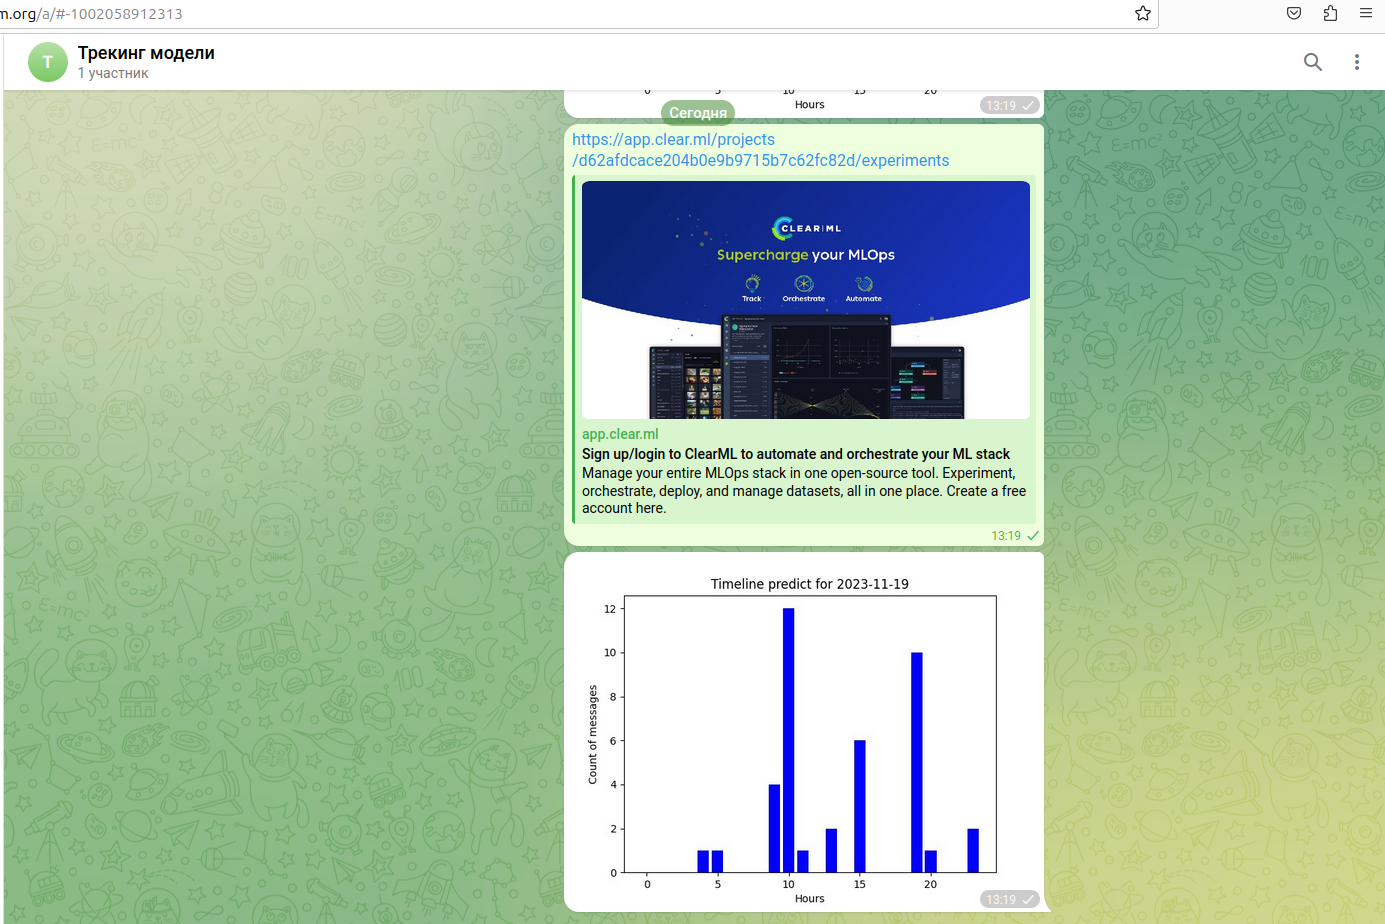 m.org/a/#-1002058912313
T
Трекинг модели
1 участник
0 5 10 15 20
Hours
13:19
Сегодня
https://app.clear.ml/projects
/d62afdcace204b0e9b9715b7c62fc82d/experiments
CLEAR|ML
Supercharge your MLOps
Track Orchestrate Automate
app.clear.ml
Sign up/login to ClearML to automate and orchestrate your ML stack
Manage your entire MLOps stack in one open-source tool. Experiment,
orchestrate, deploy, and manage datasets, all in one place. Create a free
account here.
13:19
Timeline predict for 2023-11-19
Count of messages
12
10
8
6
4
2
0
0 5 10 15 20
Hours
13:19